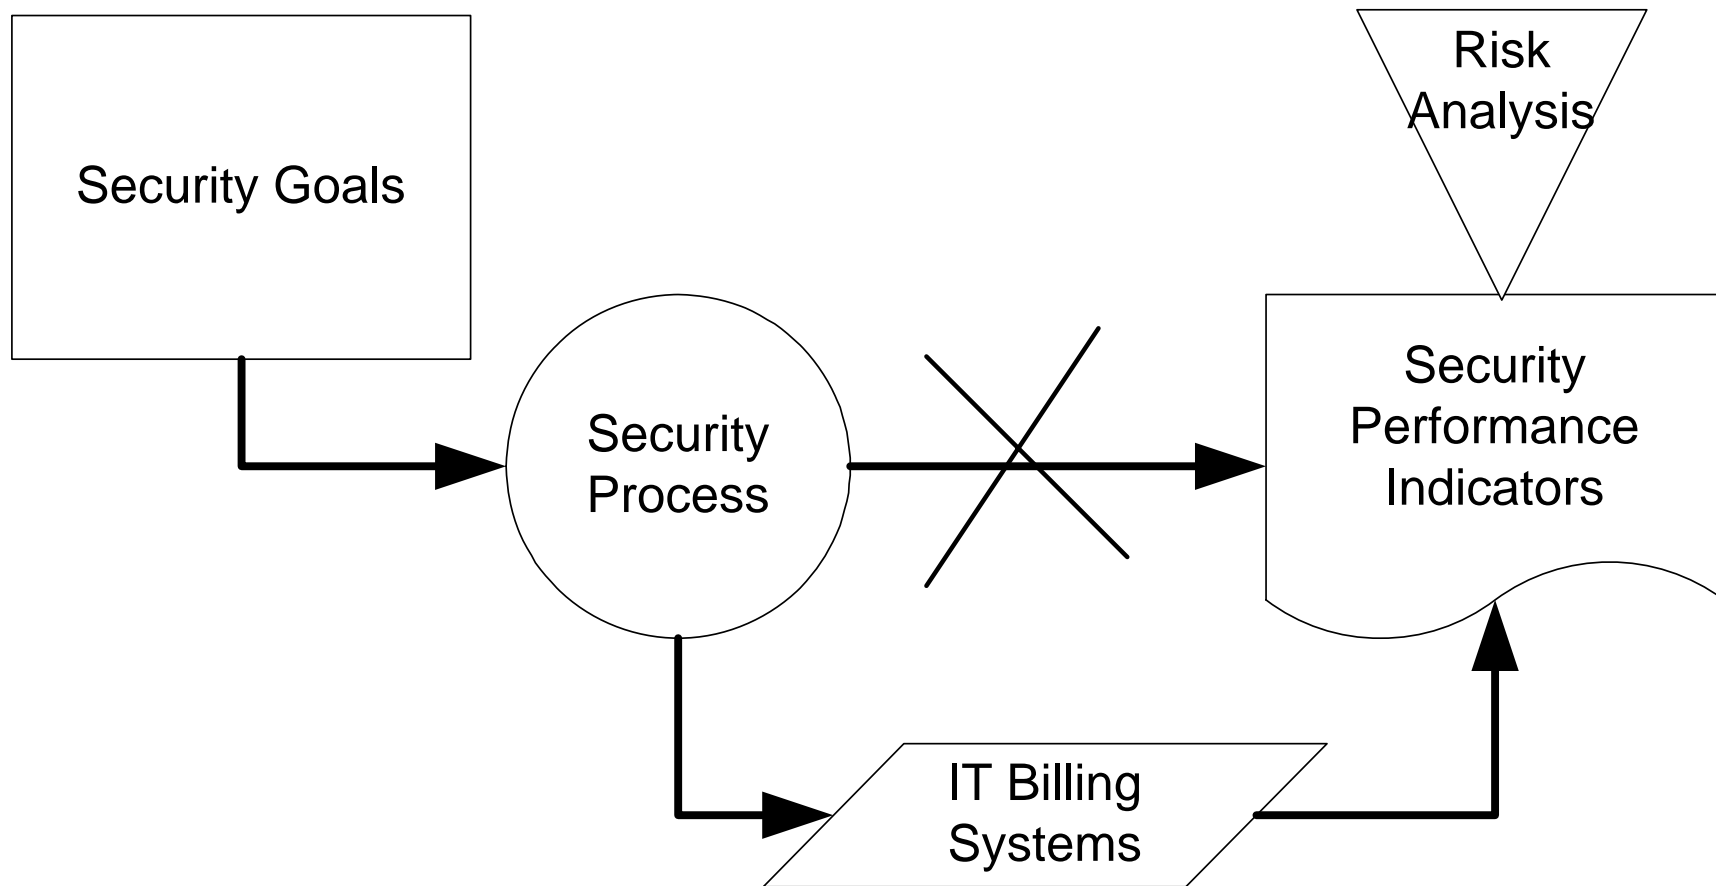 Security Goals
Risk
Analysis
Security
Process
Security
Performance
Indicators
IT Billing
Systems